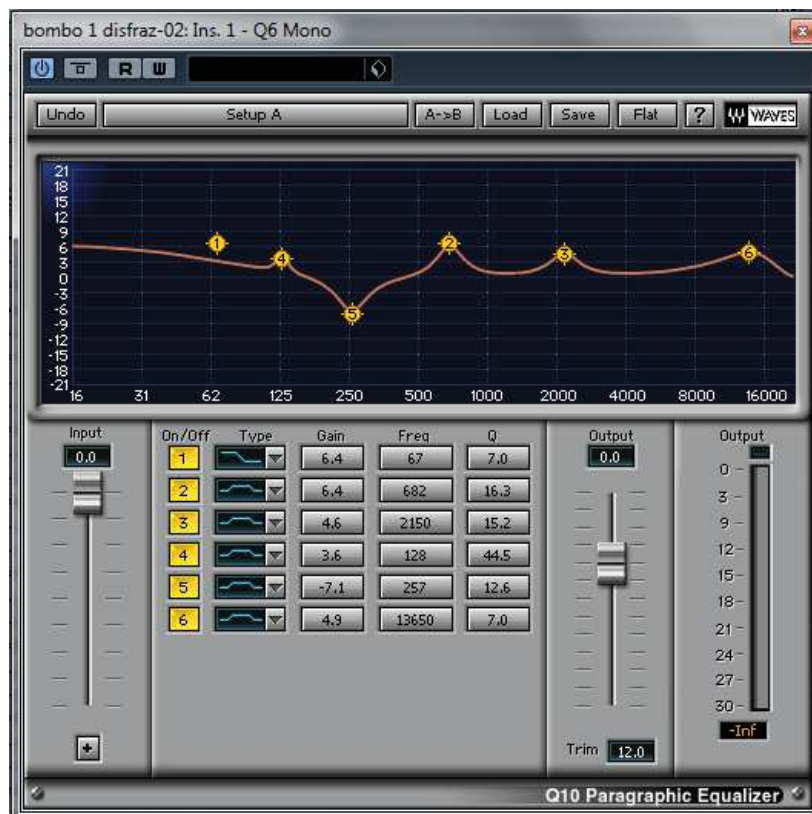 bombo 1 disfraz-02: Ins. 1 - Q6 Mono
R W
Undo Setup A A->B Load Save Flat ? WAVES
21
18
15
12
9
6
3
0
-3
-6
-9
-12
-15
-18
-21
1 4 5 2 3 6
16 31 62 125 250 500 1000 2000 4000 8000 16000
Input
0.0
On/Off Type Gain Freq Q
1 6.4 67 7.0
2 6.4 682 16.3
3 4.6 2150 15.2
4 3.6 128 44.5
5 -7.1 257 12.6
6 4.9 13650 7.0
+
Output
0.0
Trim 12.0
Output
0
3
9
12
15
18
21
24
27
30
-Inf
Q10 Paragraphic Equalizer